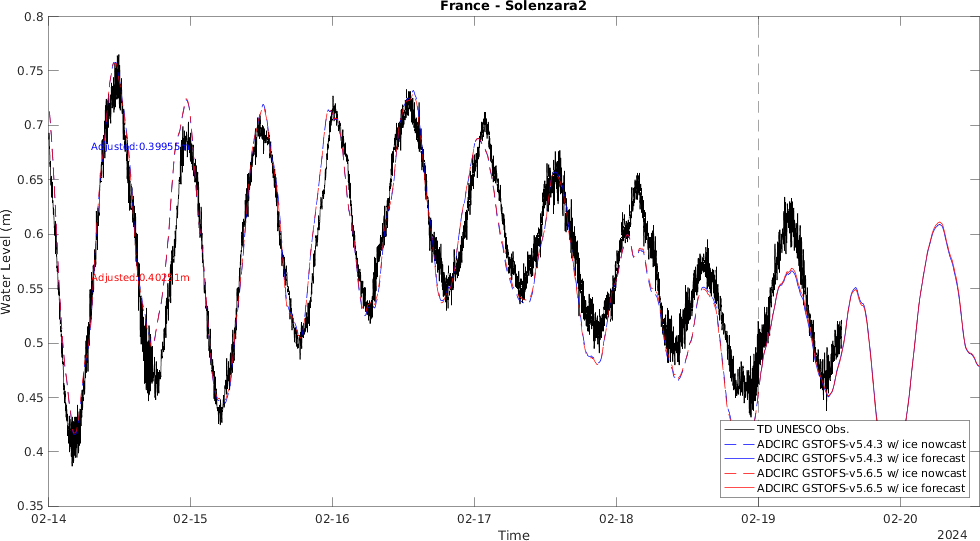 France - Solenzara2
Water Level (m)
0.8
0.75
0.7
0.65
0.6
0.55
0.5
0.45
0.4
0.35
Adjusted:0.39955m
Adjusted:0.40251m
TD UNESCO Obs.
ADCIRC GSTOFS-v5.4.3 w/ ice nowcast
ADCIRC GSTOFS-v5.4.3 w/ ice forecast
ADCIRC GSTOFS-v5.6.5 w/ ice nowcast
ADCIRC GSTOFS-v5.6.5 w/ ice forecast
02-14 02-15 02-16 02-17 02-18 02-19 02-20
Time
2024